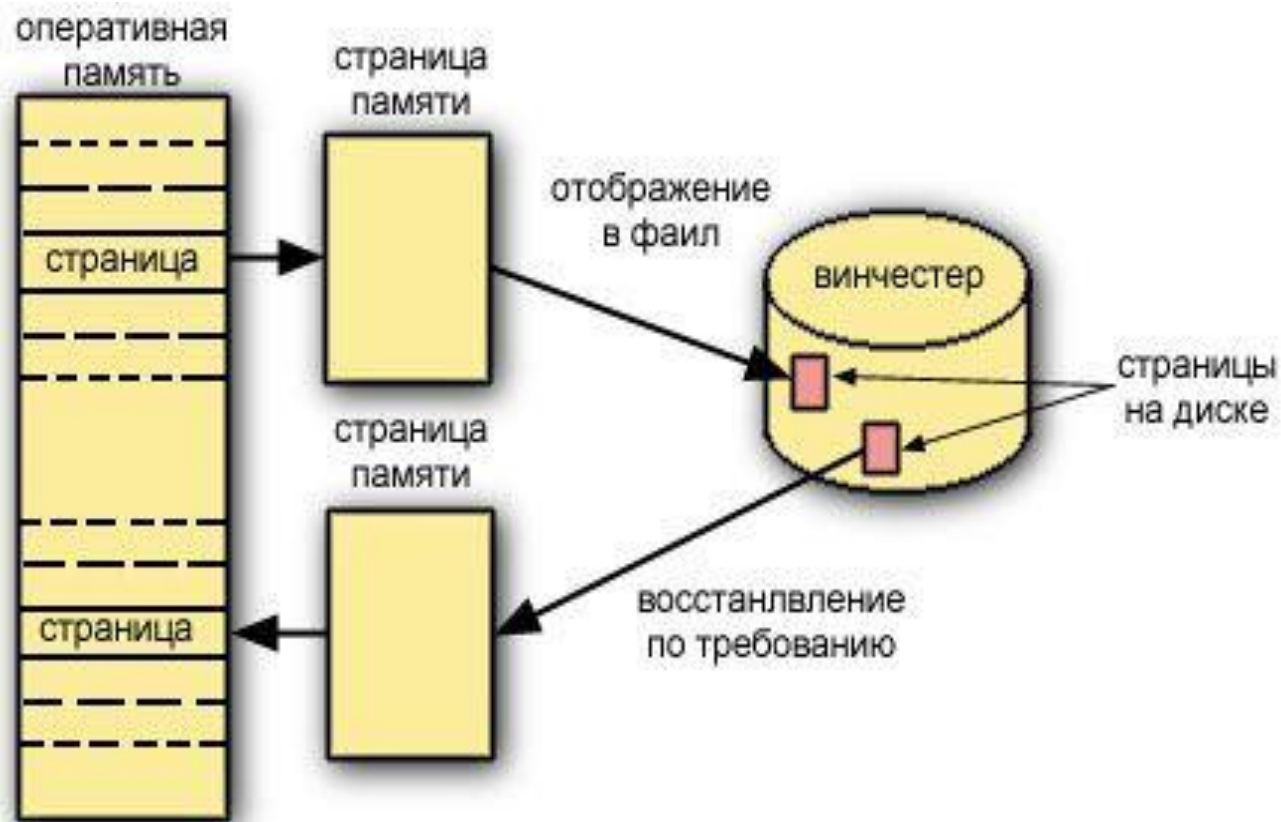 оперативная
память
страница
памяти
страница
отображение
в фаил
винчестер
страницы
на диске
страница
памяти
страница
восстанлвление
по требованию